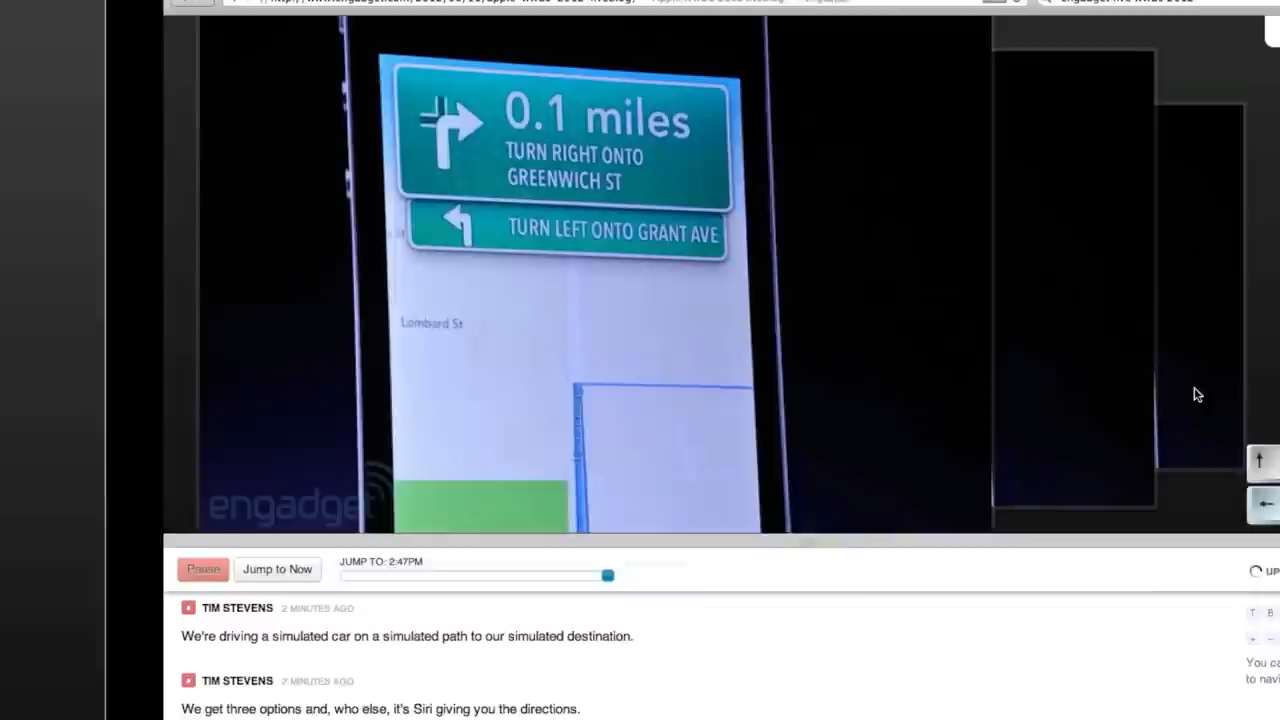 0.1 miles
TURN RIGHT ONTO
GREENWICH ST
TURN LEFT ONTO GRANT AVE
Lombard St
engadget
Pause
Jump to Now
JUMP TO: 2:47PM
TIM STEVENS 2 MINUTES AGO
We're driving a simulated car on a simulated path to our simulated destination.
TIM STEVENS 2 MINUTES AGO
We get three options and, who else, it's Siri giving you the directions.
T B
+ -
to navi